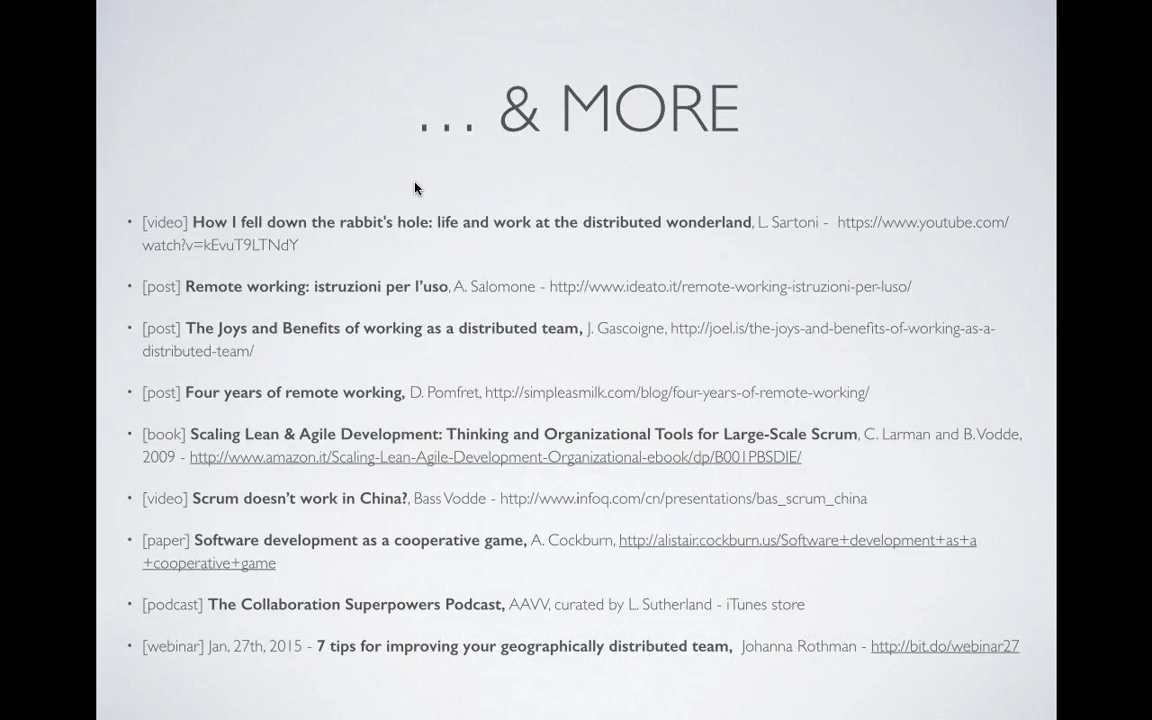 ... & MORE
• [video] How I fell down the rabbit's hole: life and work at the distributed wonderland, L. Sartoni - https://www.youtube.com/
watch?v=kEvuT9LTNdY
• [post] Remote working: istruzioni per l’uso, A. Salomone - http://www.ideato.it/remote-working-istruzioni-per-luso/
• [post] The Joys and Benefits of working as a distributed team, J. Gascoigne, http://joel.is/the-joys-and-benefits-of-working-as-a-
distributed-team/
• [post] Four years of remote working, D. Pomfret, http://simpleasmilk.com/blog/four-years-of-remote-working/
• [book] Scaling Lean & Agile Development: Thinking and Organizational Tools for Large-Scale Scrum, C. Larman and B. Vodde,
2009 - http://www.amazon.it/Scaling-Lean-Agile-Development-Organizational-ebook/dp/B001PBSDIE/
• [video] Scrum doesn’t work in China?, Bass Vodde - http://www.infoq.com/cn/presentations/bas_scrum_china
• [paper] Software development as a cooperative game, A. Cockburn, http://alistair.cockburn.us/Software+development+as+a
+cooperative+game
• [podcast] The Collaboration Superpowers Podcast, AAVV, curated by L. Sutherland - iTunes store
• [webinar] Jan, 27th, 2015 - 7 tips for improving your geographically distributed team, Johanna Rothman - http://bit.do/webinar27